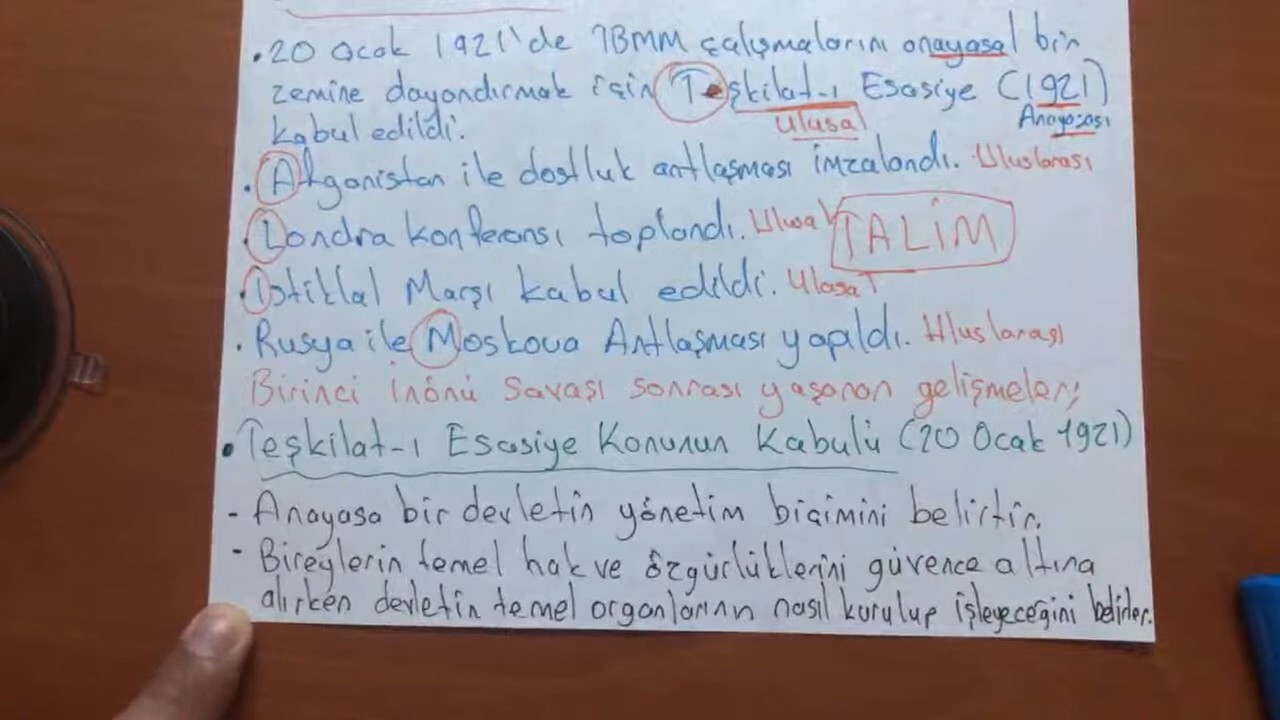 • 20 Ocak 1921'de TBMM çalışmalarını anayasal bir
zemine dayandırmak için Teşkilat-ı Esasiye (1921)
kabul edildi. Ulusal Anayasası
• Afganistan ile dostluk antlaşması imzalandı. Uluslarası
• Londra konferansı toplandı. Ulusal TALİM
• İstiklal Marşı kabul edildi. Ulusal
• Rusya ile Moskova Antlaşması yapıldı. Uluslarası
Birinci İnönü Savaşı sonrası yaşanan gelişmeler;
• Teşkilat-ı Esasiye Kanunun Kabulü (20 Ocak 1921)
- Anayasa bir devletin yönetim biçimini belirtir.
- Bireylerin temel hak ve özgürlüklerini güvence altına
alırken devletin temel organlarının nasıl kurulup işleyeceğini belirler.